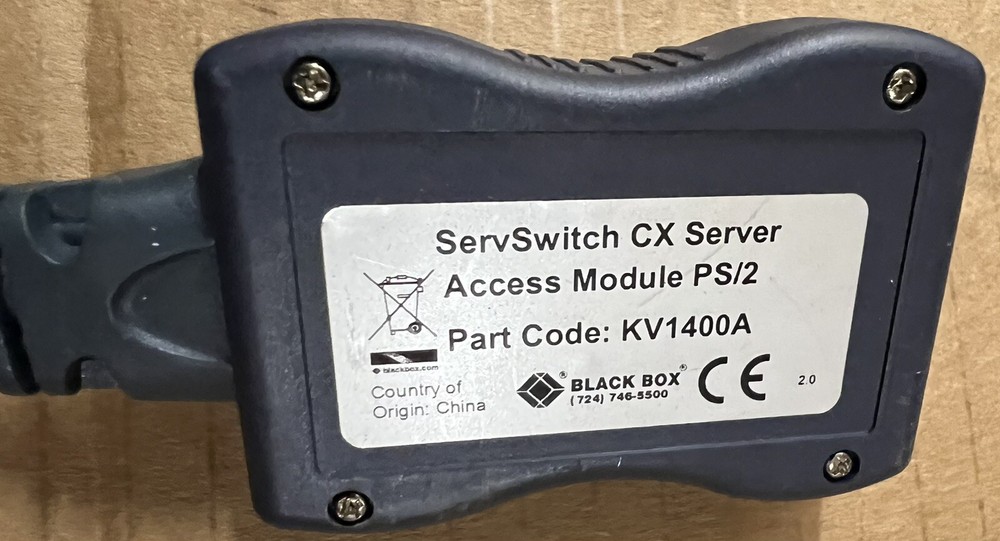 ServSwitch CX Server
Access Module PS/2
Part Code: KV1400A
blackbox.com
Country of
Origin: China
® BLACK BOX®
(724) 746-5500
CE
2.0